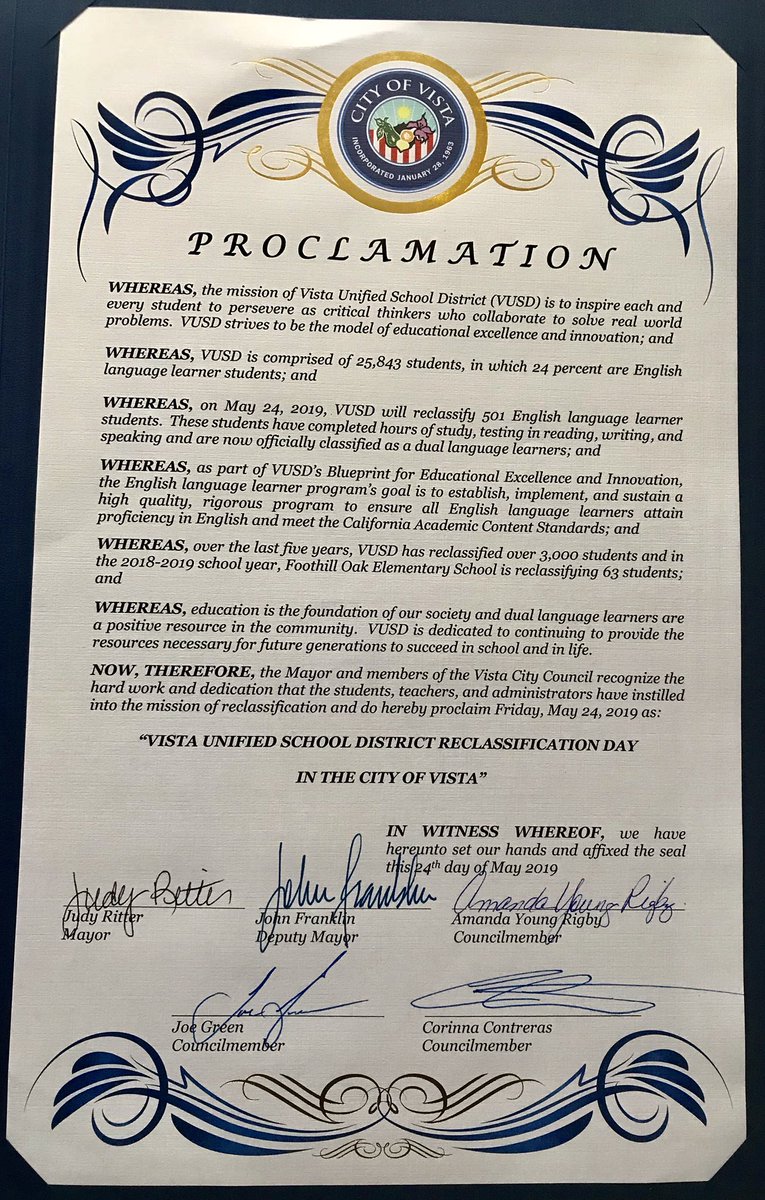 CITY OF VISTA
INCORPORATED JANUARY 28, 1963
PROCLAMATION
WHEREAS, the mission of Vista Unified School District (VUSD) is to inspire each and
every student to persevere as critical thinkers who collaborate to solve real world
problems. VUSD strives to be the model of educational excellence and innovation; and
WHEREAS, VUSD is comprised of 25,843 students, in which 24 percent are English
language learner students; and
WHEREAS, on May 24, 2019, VUSD will reclassify 501 English language learner
students. These students have completed hours of study, testing in reading, writing, and
speaking and are now officially classified as a dual language learners; and
WHEREAS, as part of VUSD's Blueprint for Educational Excellence and Innovation,
the English language learner program's goal is to establish, implement, and sustain a
high quality, rigorous program to ensure all English language learners attain
proficiency in English and meet the California Academic Content Standards; and
WHEREAS, over the last five years, VUSD has reclassified over 3,000 students and in
the 2018-2019 school year, Foothill Oak Elementary School is reclassifying 63 students;
and
WHEREAS, education is the foundation of our society and dual language learners are
a positive resource in the community. VUSD is dedicated to continuing to provide the
resources necessary for future generations to succeed in school and in life.
NOW, THEREFORE, the Mayor and members of the Vista City Council recognize the
hard work and dedication that the students, teachers, and administrators have instilled
into the mission of reclassification and do hereby proclaim Friday, May 24, 2019 as:
"VISTA UNIFIED SCHOOL DISTRICT RECLASSIFICATION DAY
IN THE CITY OF VISTA"
IN WITNESS WHEREOF, we have
hereunto set our hands and affixed the seal
this 24th day of May 2019
Judy Ritter John Franklin Amanda Young Rigby
Judy Ritter John Franklin Amanda Young Rigby
Mayor Deputy Mayor Councilmember
Joe Green
Joe Green Corinna Contreras
Councilmember Councilmember